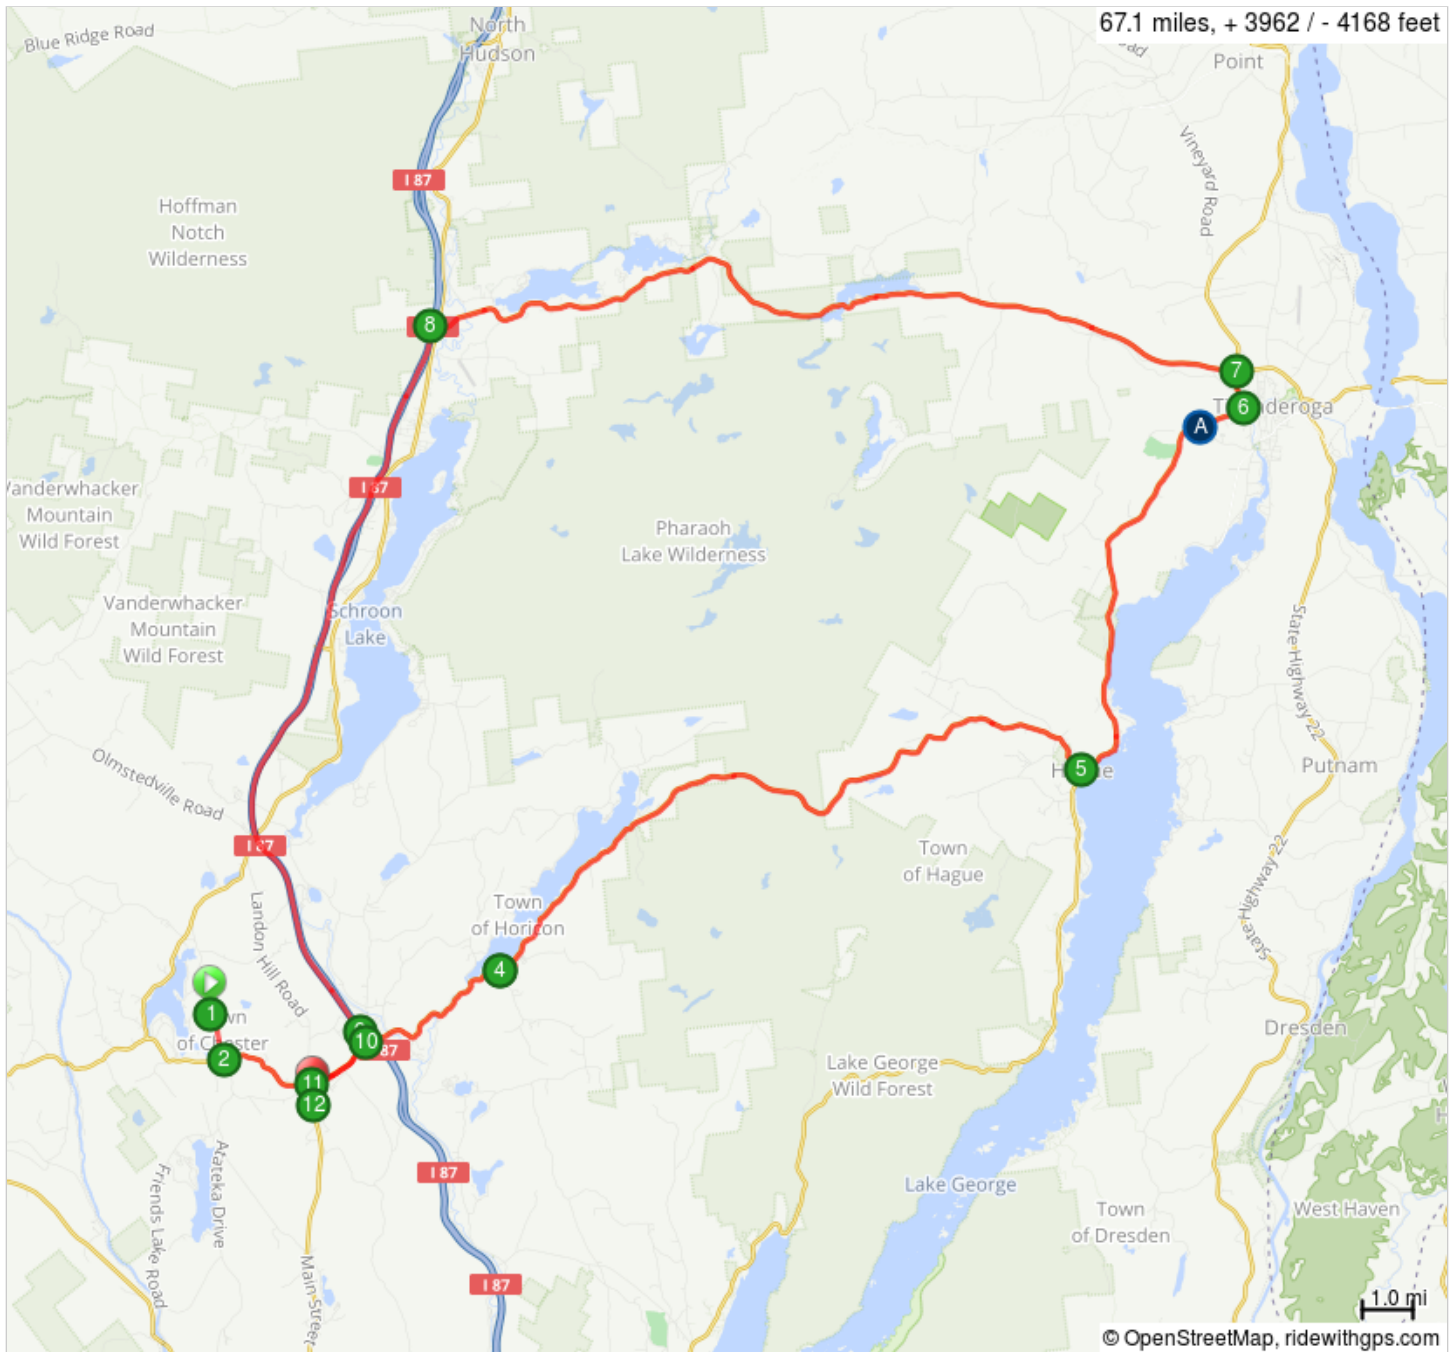 67.1 miles, + 3962 / - 4168 feet
North
Hudson
Blue Ridge Road
Point
I 87
Vineyard Road
Hoffman
Notch
Wilderness
8
7
6
A
I 87
Vanderwhacker
Mountain
Wild Forest
Pharaoh
Lake Wilderness
Vanderwhacker
Mountain
Wild Forest
Schroon
Lake
State Highway 22
Olmstedville Road
5
Putnam
I 87
Town
of Hague
Town
of Horicon
State Highway 22
Landon Hill Road
4
1
of Chester
2
10
87
Dresden
11
12
Lake George
Wild Forest
Atateka Drive
Friends Lake Road
I 87
Lake George
Town
of Dresden
West Haven
Main Street
I 87
1.0 mi
© OpenStreetMap, ridewithgps.com